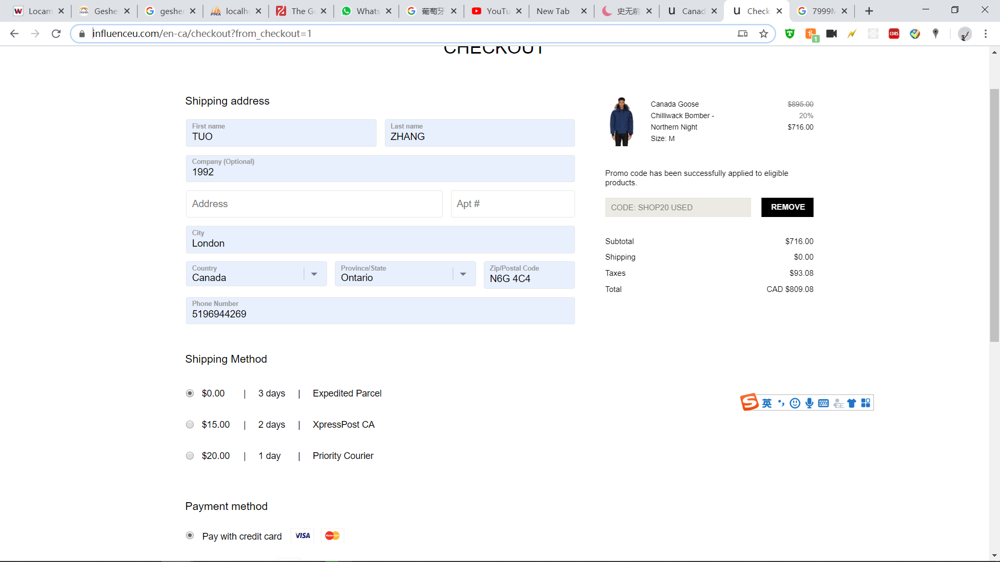 Locam
Geshe
geshe
localh
The G
Whats
葡萄牙
YouTu
New Tab
史无前
Canad
Check
7999
influenceu.com/en-ca/checkout?from_checkout=1
CHECKOUT
Shipping address
First name
TUO
Last name
ZHANG
Company (Optional)
1992
Address
Apt #
City
London
Country
Canada
Province/State
Ontario
Zip/Postal Code
N6G 4C4
Phone Number
5196944269
Shipping Method
$0.00 | 3 days | Expedited Parcel
$15.00 | 2 days | XpressPost CA
$20.00 | 1 day | Priority Courier
Payment method
Pay with credit card VISA
Canada Goose $895.00
Chilliwack Bomber - 20%
Northern Night $716.00
Size: M
Promo code has been successfully applied to eligible
products.
CODE: SHOP20 USED
REMOVE
Subtotal $716.00
Shipping $0.00
Taxes $93.08
Total CAD $809.08
英